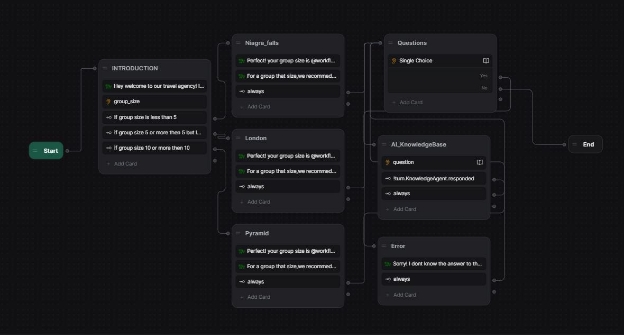 Start
INTRODUCTION
Hey welcome to our travel agency! I...
group_size
If group size is less than 5
If group size 5 or more then 5 but l...
If group size 10 or more then 10
+ Add Card
Niagra_falls
Perfect! your group size is @workfl...
For a group that size,we recommed...
always
+ Add Card
London
Perfect! your group size is @workfl...
For a group that size,we recommed...
always
+ Add Card
Pyramid
Perfect! your group size is @workfl...
For a group that size,we recommed...
always
+ Add Card
Questions
Single Choice
Yes
No
+ Add Card
AI_KnowledgeBase
question
!turn.KnowledgeAgent.responded
always
+ Add Card
Error
Sorry! I dont know the answer to th...
always
+ Add Card
End